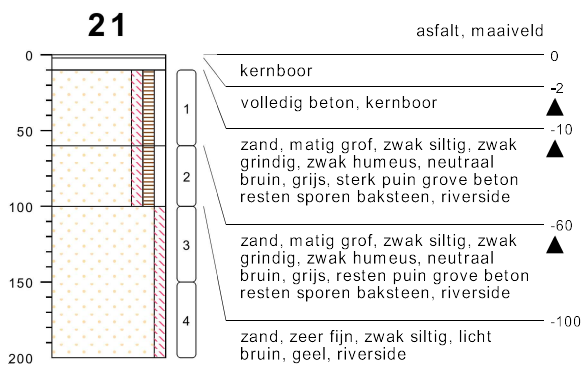 21
asfalt, maaiveld
0
0
kernboor
-2
volledig beton, kernboor
1
-10
50
zand, matig grof, zwak siltig, zwak
grindig, zwak humeus, neutraal
bruin, grijs, sterk puin grove beton
resten sporen baksteen, riverside
2
100
-60
zand, matig grof, zwak siltig, zwak
grindig, zwak humeus, neutraal
bruin, grijs, resten puin grove beton
resten sporen baksteen, riverside
3
150
-100
4
zand, zeer fijn, zwak siltig, licht
bruin, geel, riverside
200